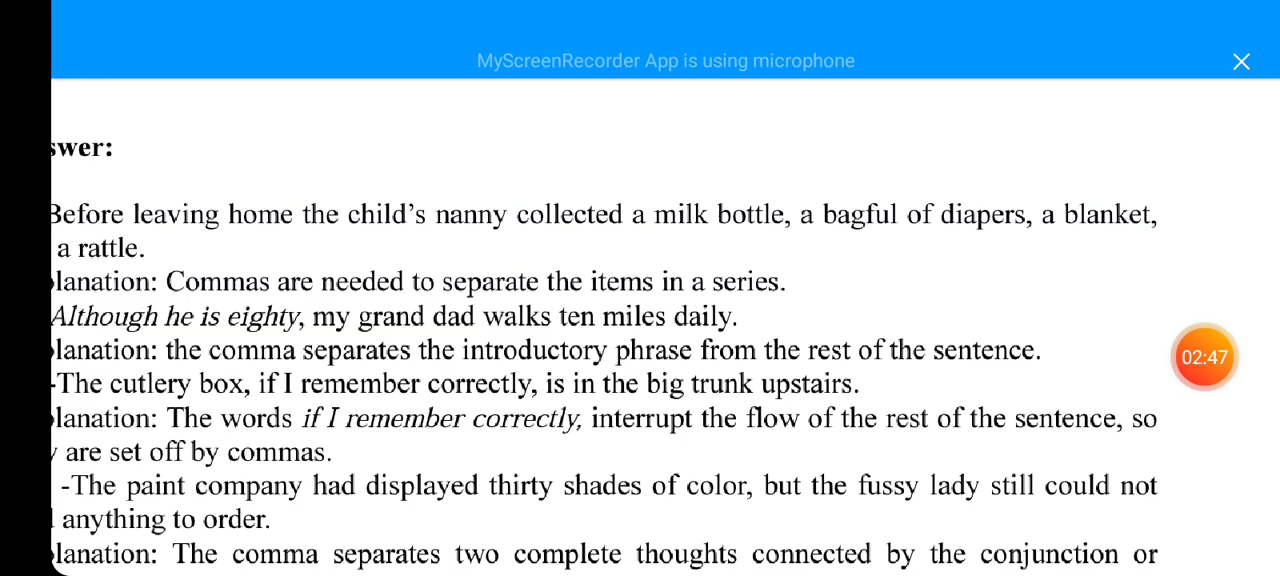 MyScreenRecorder App is using microphone
swer:
Before leaving home the child's nanny collected a milk bottle, a bagful of diapers, a blanket,
a rattle.
lanation: Commas are needed to separate the items in a series.
Although he is eighty, my grand dad walks ten miles daily.
lanation: the comma separates the introductory phrase from the rest of the sentence.
02:47
-The cutlery box, if I remember correctly, is in the big trunk upstairs.
lanation: The words if I remember correctly, interrupt the flow of the rest of the sentence, so
are set off by commas.
-The paint company had displayed thirty shades of color, but the fussy lady still could not
anything to order.
lanation: The comma separates two complete thoughts connected by the conjunction or